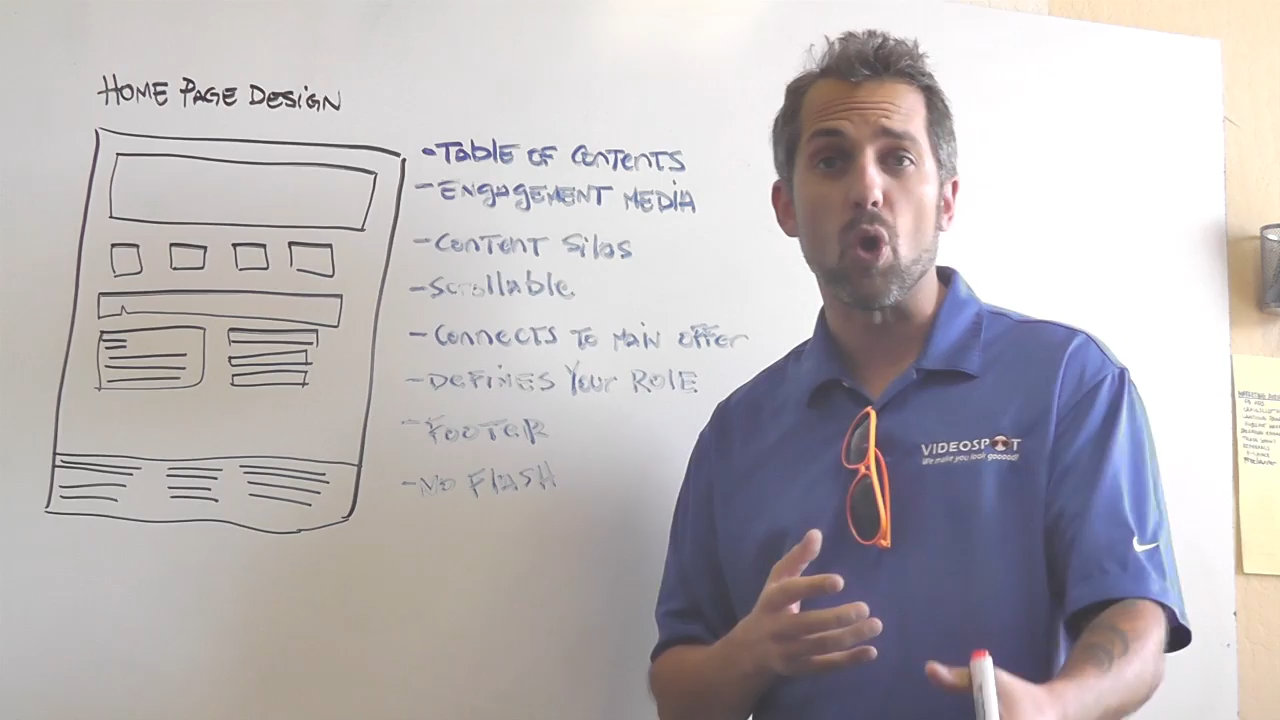 HOME PAGE DESIGN
• TABLE OF CONTENTS
- ENGAGEMENT MEDIA
- CONTENT SILOS
- Scrollable
- CONNECTS TO MAIN OFFER
- DEFINES YOUR ROLE
- FOOTER
- NO FLASH
VIDEOSPOT
We make you look gooood!